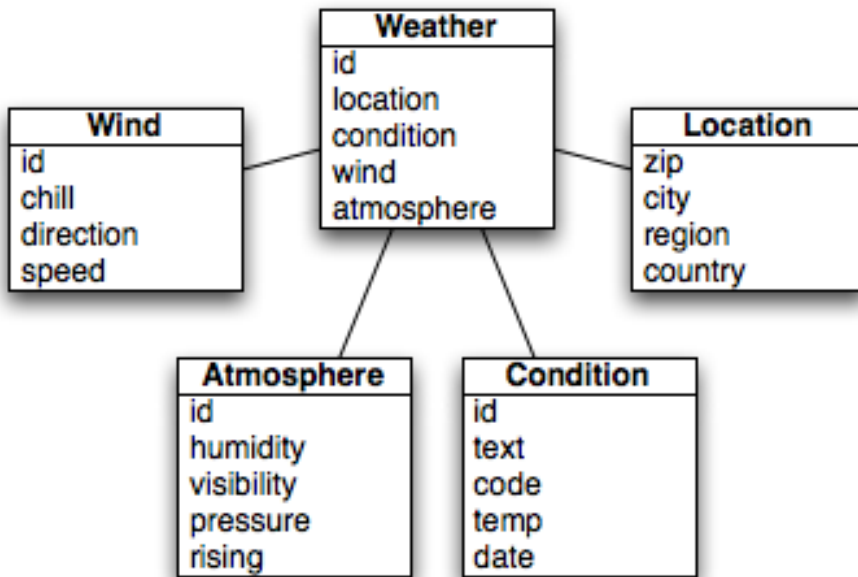 Weather
id
location
condition
wind
atmosphere
Wind
id
chill
direction
speed
Location
zip
city
region
country
Atmosphere
id
humidity
visibility
pressure
rising
Condition
id
text
code
temp
date